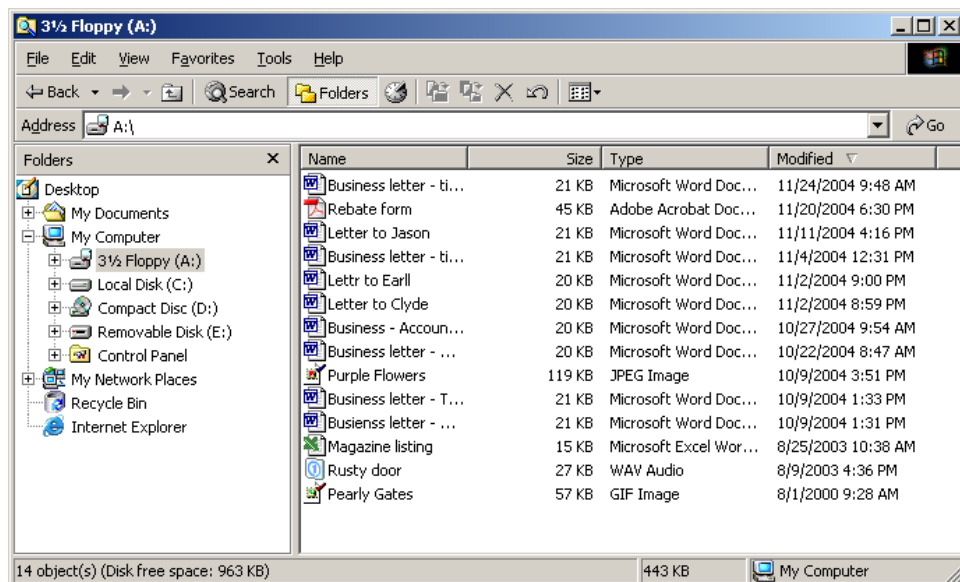 3½ Floppy (A:)
File Edit View Favorites Tools Help
Back Search Folders
Address A:\ Go
Folders
Desktop
My Documents
My Computer
3½ Floppy (A:)
Local Disk (C:)
Compact Disc (D:)
Removable Disk (E:)
Control Panel
My Network Places
Recycle Bin
Internet Explorer
Name Size Type Modified
Business letter - ti... 21 KB Microsoft Word Doc... 11/24/2004 9:48 AM
Rebate form 45 KB Adobe Acrobat Doc... 11/20/2004 6:30 PM
Letter to Jason 21 KB Microsoft Word Doc... 11/11/2004 4:16 PM
Business letter - ti... 21 KB Microsoft Word Doc... 11/4/2004 12:31 PM
Lettr to Earll 20 KB Microsoft Word Doc... 11/2/2004 9:00 PM
Letter to Clyde 20 KB Microsoft Word Doc... 11/2/2004 8:59 PM
Business - Accoun... 20 KB Microsoft Word Doc... 10/27/2004 9:54 AM
Business letter - ... 20 KB Microsoft Word Doc... 10/22/2004 8:47 AM
Purple Flowers 119 KB JPEG Image 10/9/2004 3:51 PM
Business letter - T... 21 KB Microsoft Word Doc... 10/9/2004 1:33 PM
Busienss letter - ... 21 KB Microsoft Word Doc... 10/9/2004 1:31 PM
Magazine listing 15 KB Microsoft Excel Wor... 8/25/2003 10:38 AM
Rusty door 27 KB WAV Audio 8/9/2003 4:36 PM
Pearly Gates 57 KB GIF Image 8/1/2000 9:28 AM
14 object(s) (Disk free space: 963 KB) 443 KB My Computer